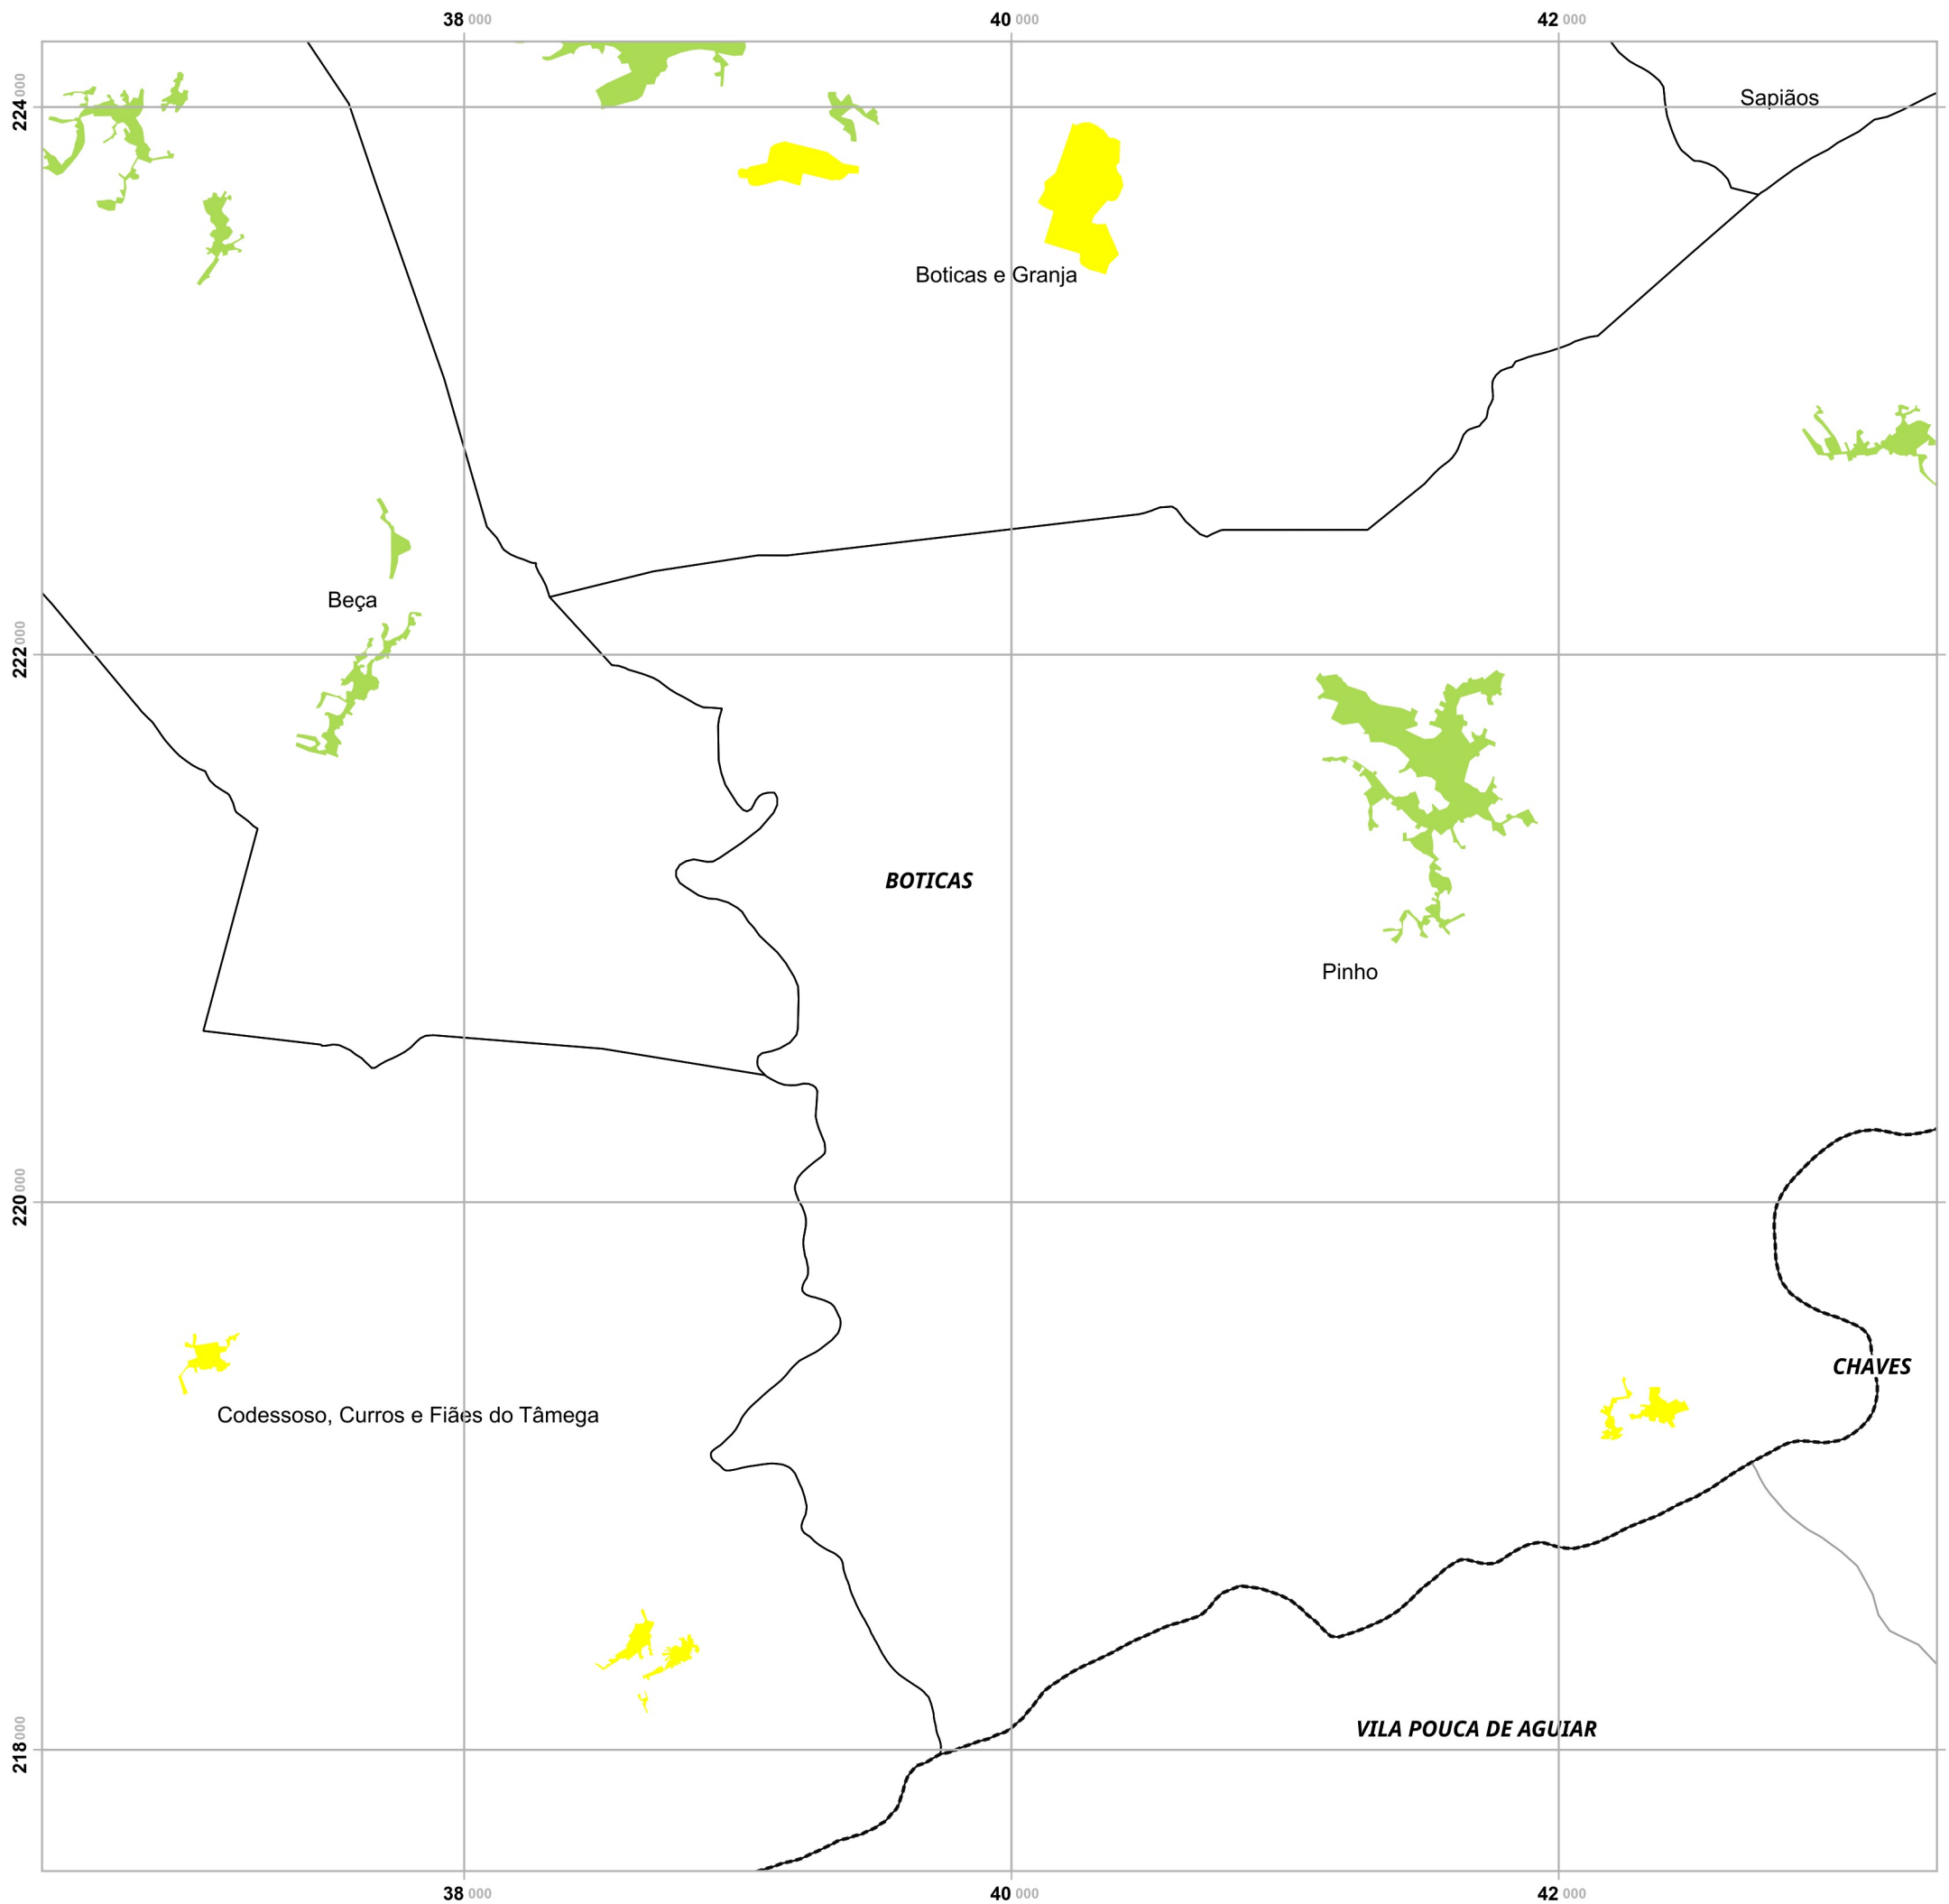 38 000 40 000 42 000
224 000
Sapiãos
Boticas e Granja
Beça
222 000
BOTICAS
Pinho
220 000
CHAVES
Codessoso, Curros e Fiães do Tâmega
VILA POUCA DE AGUIAR
218 000
38 000 40 000 42 000